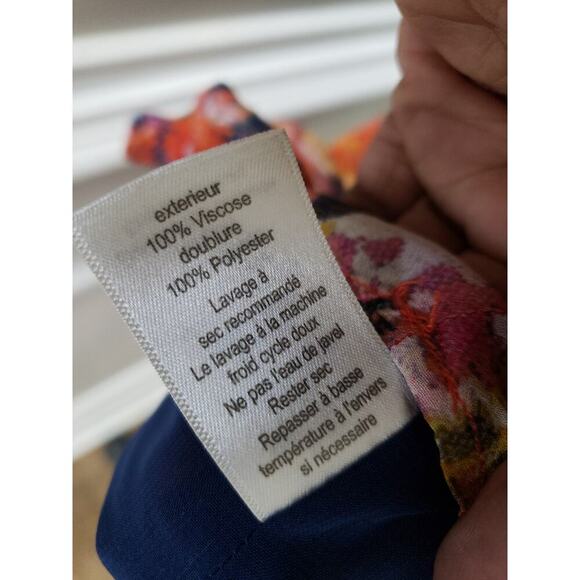 exterieur
100% Viscose
doublure
100% Polyester
Lavage à
sec recommandé
Le lavage à la machine
froid cycle doux
Ne pas l'eau de javel
Rester sec
Repasser à basse
température à l'envers
si nécessaire